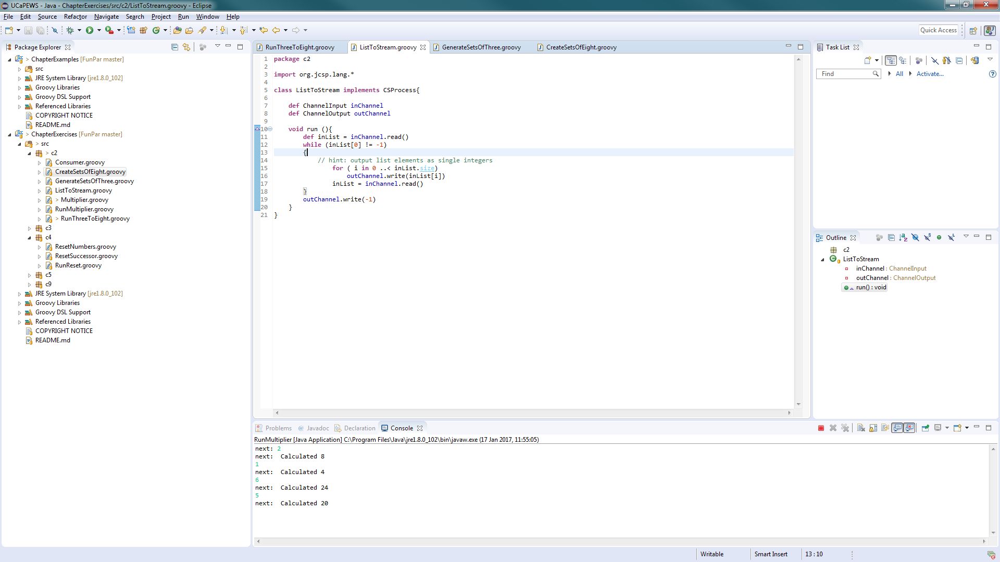 UCaPEWS - Java - ChapterExercises/src/c2/ListToStream.groovy - Eclipse
File Edit Source Refactor Navigate Search Project Run Window Help
Quick Access
Package Explorer
> ChapterExamples [FunPar master]
src
JRE System Library [jre1.8.0_102]
Groovy Libraries
Groovy DSL Support
Referenced Libraries
COPYRIGHT NOTICE
README.md
> ChapterExercises [FunPar master]
> src
> c2
Consumer.groovy
CreateSetsOfEight.groovy
GenerateSetsOfThree.groovy
ListToStream.groovy
> Multiplier.groovy
RunMultiplier.groovy
> RunThreeToEight.groovy
c3
c4
ResetNumbers.groovy
ResetSuccessor.groovy
RunReset.groovy
c5
c9
JRE System Library [jre1.8.0_102]
Groovy Libraries
Groovy DSL Support
Referenced Libraries
COPYRIGHT NOTICE
README.md
RunThreeToEight.groovy ListToStream.groovy GenerateSetsOfThree.groovy CreateSetsOfEight.groovy
1 package c2
2
3 import org.jcsp.lang.*
4
5 class ListToStream implements CSProcess{
6
7 def ChannelInput inChannel
8 def ChannelOutput outChannel
9
10 void run (){
11 def inList = inChannel.read()
12 while (inList[0] != -1)
13 {
14 // hint: output list elements as single integers
15 for ( i in 0 ..< inList.size)
16 outChannel.write(inList[i])
17 inList = inChannel.read()
18 }
19 outChannel.write(-1)
20 }
21 }
Task List
Find All Activate...
Outline
c2
ListToStream
inChannel : ChannelInput
outChannel : ChannelOutput
run() : void
Problems @ Javadoc Declaration Console
RunMultiplier [Java Application] C:\Program Files\Java\jre1.8.0_102\bin\javaw.exe (17 Jan 2017, 11:55:05)
next: 2
next: Calculated 8
1
next: Calculated 4
6
next: Calculated 24
5
next: Calculated 20
Writable Smart Insert 13 : 10